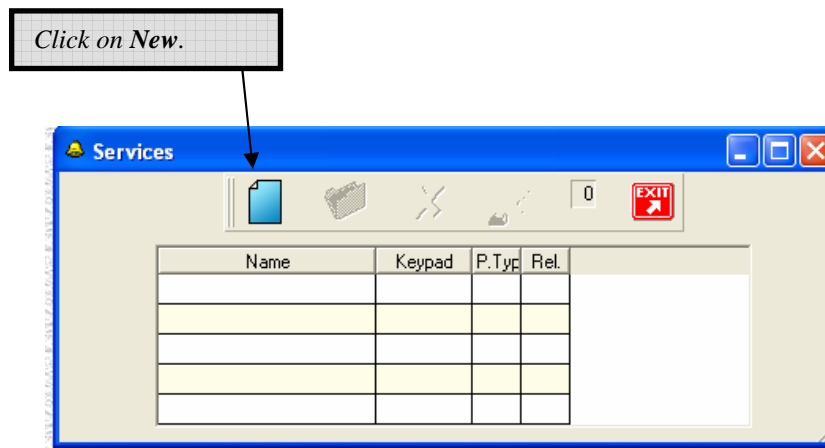 Click on New.
Services
0
EXIT
Name Keypad P.Typ Rel.